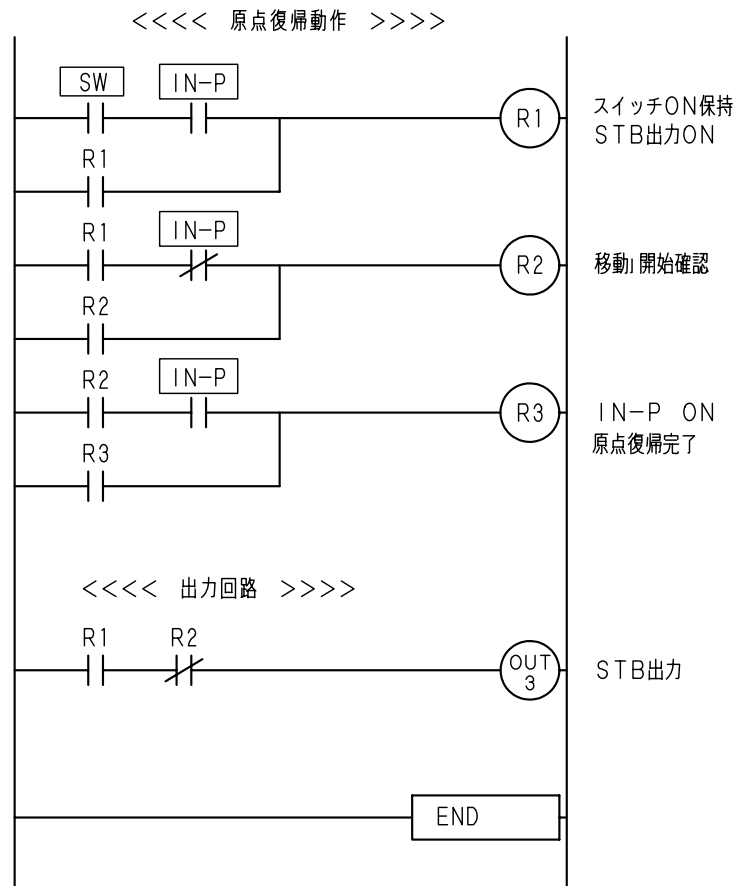 <<<< 原点復帰動作 >>>>
SW IN-P
R1 スイッチON保持
STB出力ON
R1
R1 IN-P
R2 移動」開始確認
R2
R2 IN-P
R3 IN-P ON
原点復帰完了
R3
<<<< 出力回路 >>>>
R1 R2
OUT
3
STB出力
END